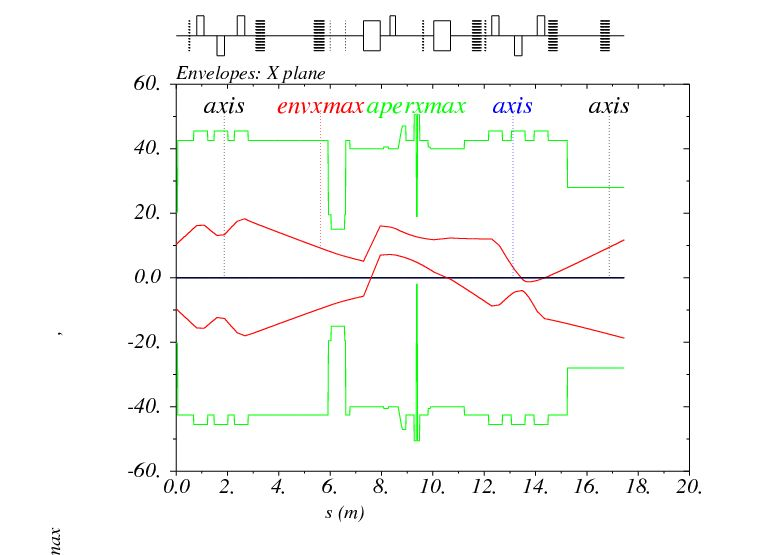 Envelopes: X plane
60.
axis envxmax aperxmax axis axis
40.
20.
0.0
-20.
,
-40.
-60.
0.0 2. 4. 6. 8. 10. 12. 14. 16. 18. 20.
s (m)
max